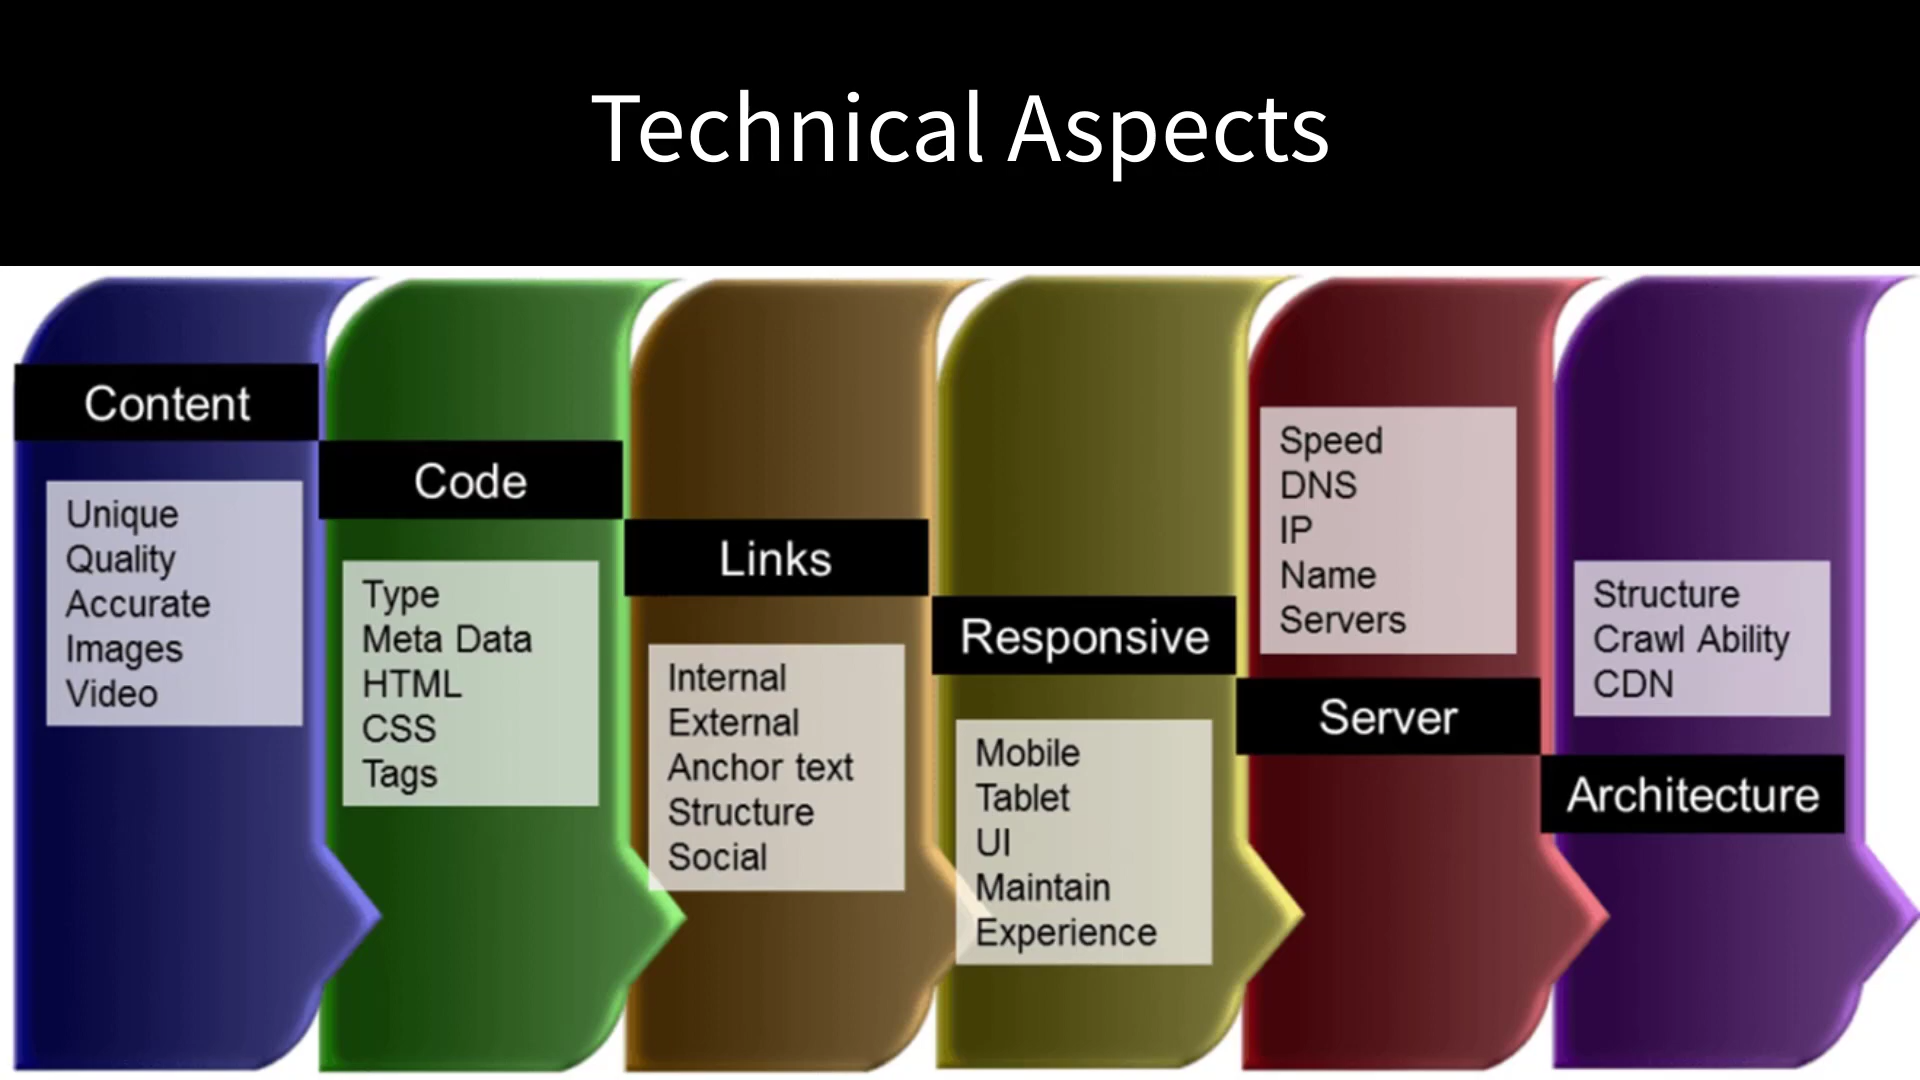 Technical Aspects
Content
Unique
Quality
Accurate
Images
Video
Code
Type
Meta Data
HTML
CSS
Tags
Links
Internal
External
Anchor text
Structure
Social
Responsive
Mobile
Tablet
UI
Maintain
Experience
Speed
DNS
IP
Name
Servers
Server
Structure
Crawl Ability
CDN
Architecture